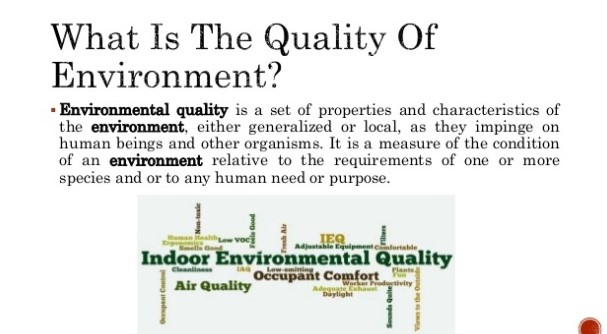 What Is The Quality Of
Environment?
▪ Environmental quality is a set of properties and characteristics of
the environment, either generalized or local, as they impinge on
human beings and other organisms. It is a measure of the condition
of an environment relative to the requirements of one or more
species and or to any human need or purpose.
Non-toxic
Feels Good
Fresh Air
Filters
Human Health
Low VOC
IEQ
Ergonomics
Smells Good
Adjustable Equipment
Comfortable
Indoor Environmental Quality
Cleanliness
IAQ
Low-emitting
Plants
Occupant Comfort
Fun
Air Quality
Worker Productivity
Adequate Exhaust
Daylight
Occupant Control
Sounds Quite
Views to the Outside